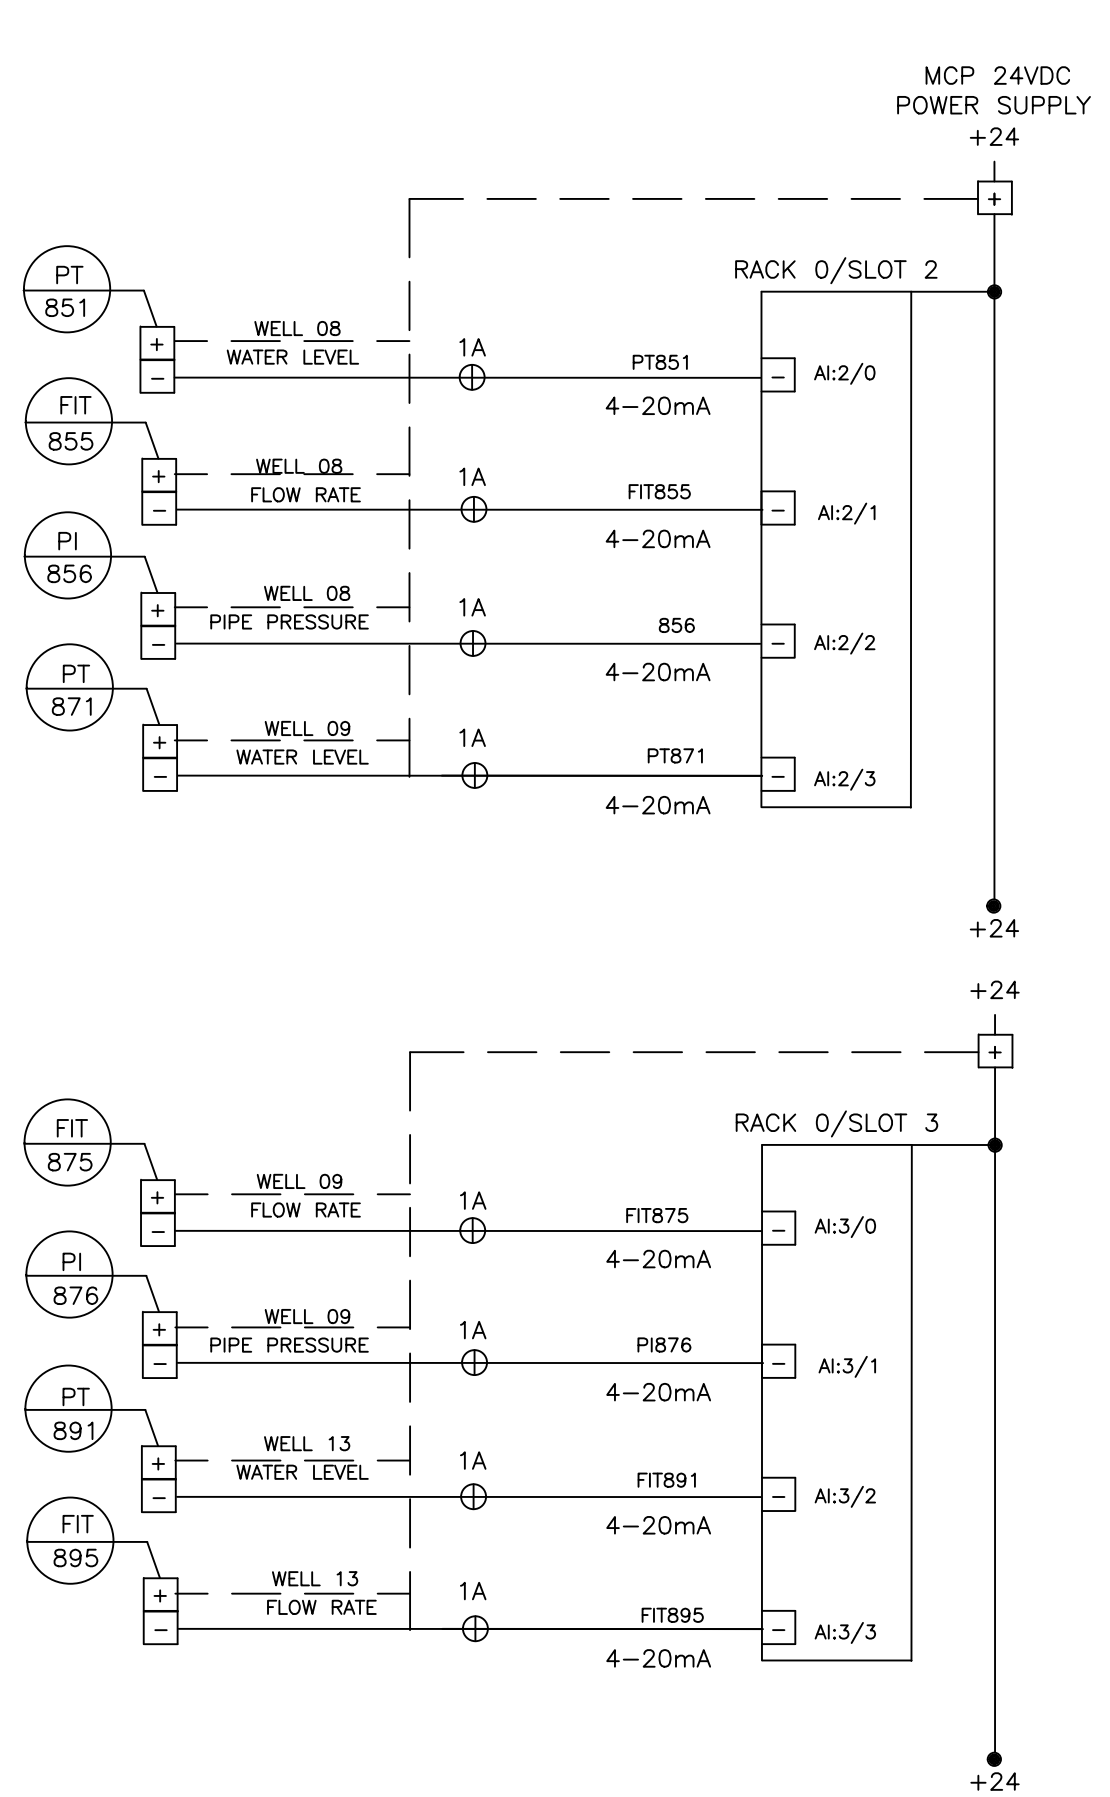 MCP 24VDC
POWER SUPPLY
+24
+
RACK 0/SLOT 2
PT
851
+
−
WELL 08
WATER LEVEL
1A
PT851
4−20mA
−
AI:2/0
FIT
855
+
−
WELL 08
FLOW RATE
1A
FIT855
4−20mA
−
AI:2/1
PI
856
+
−
WELL 08
PIPE PRESSURE
1A
856
4−20mA
−
AI:2/2
PT
871
+
−
WELL 09
WATER LEVEL
1A
PT871
4−20mA
−
AI:2/3
+24
+24
+
RACK 0/SLOT 3
FIT
875
+
−
WELL 09
FLOW RATE
1A
FIT875
4−20mA
−
AI:3/0
PI
876
+
−
WELL 09
PIPE PRESSURE
1A
PI876
4−20mA
−
AI:3/1
PT
891
+
−
WELL 13
WATER LEVEL
1A
FIT891
4−20mA
−
AI:3/2
FIT
895
+
−
WELL 13
FLOW RATE
1A
FIT895
4−20mA
−
AI:3/3
+24